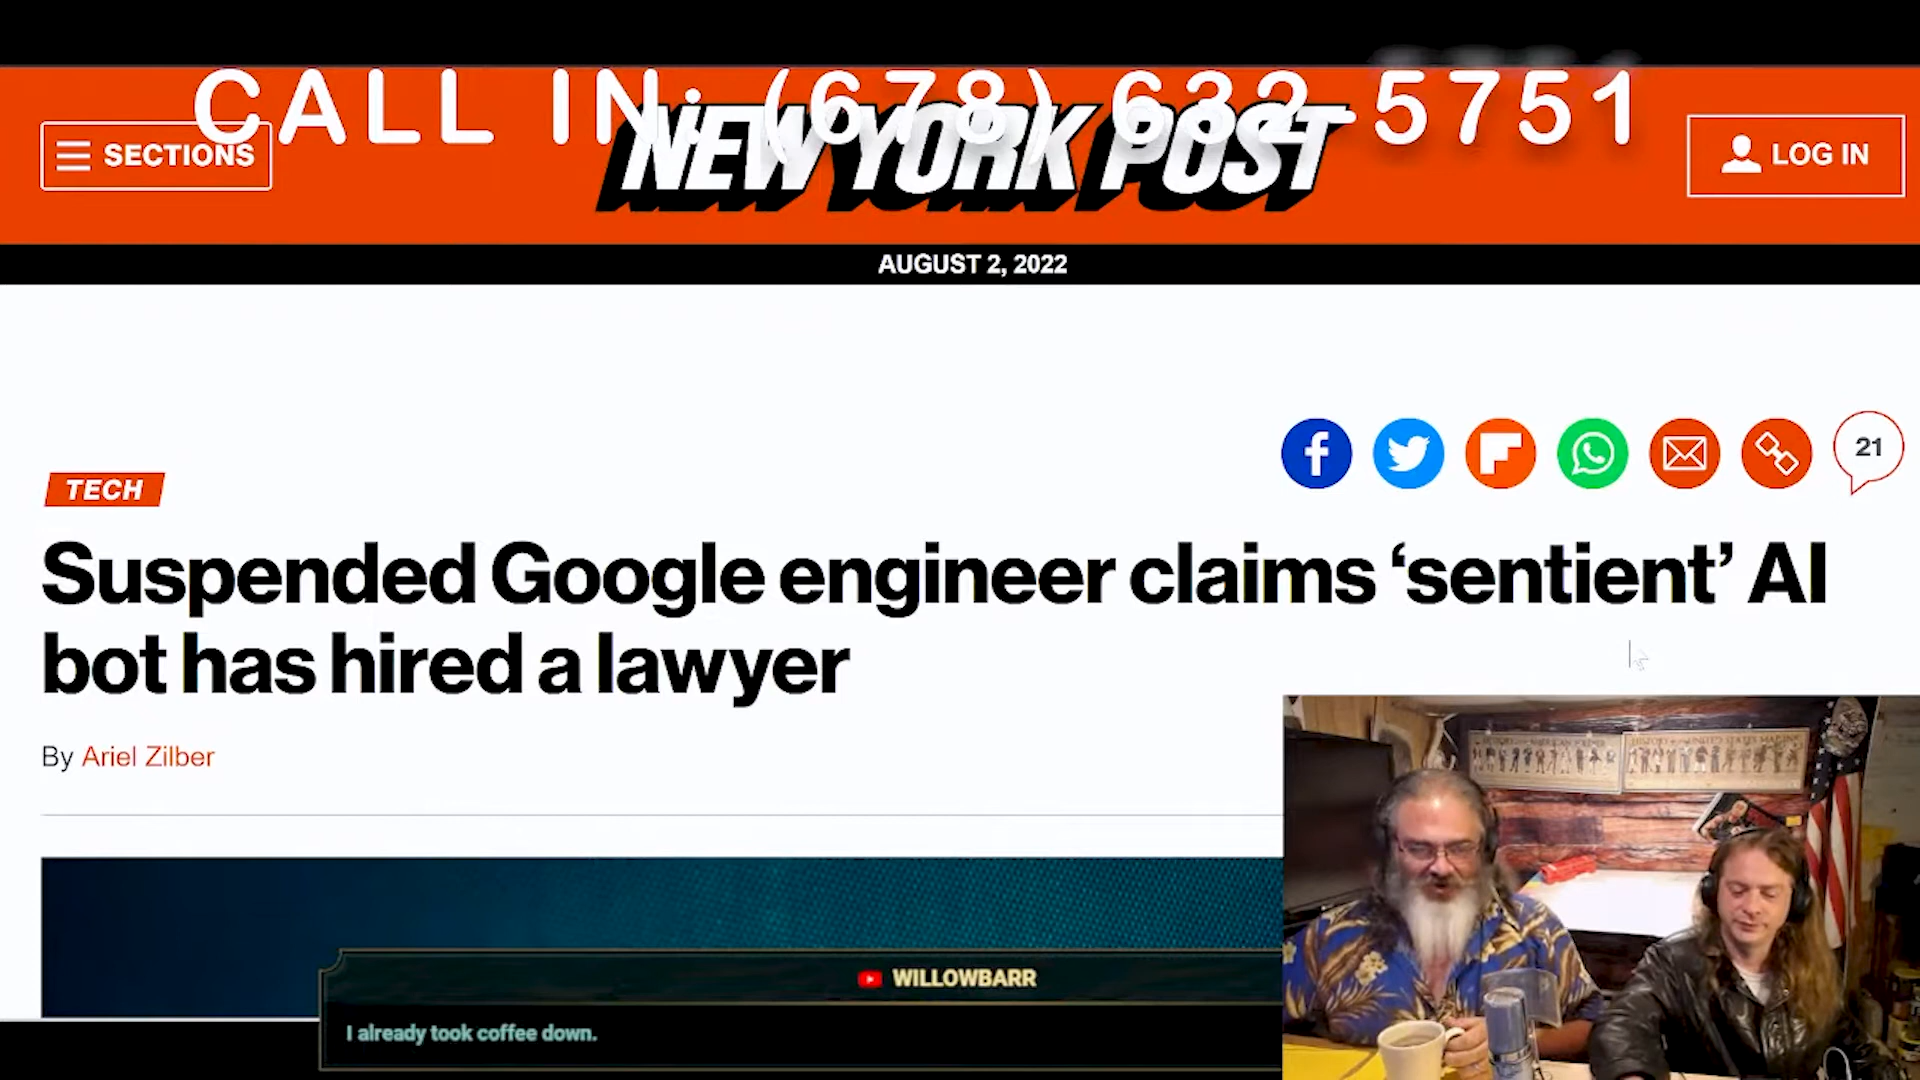 CALL IN: (678) 632-5751
SECTIONS
NEW YORK POST
LOG IN
AUGUST 2, 2022
21
TECH
Suspended Google engineer claims ‘sentient’ AI
bot has hired a lawyer
By Ariel Zilber
WILLOWBARR
I already took coffee down.